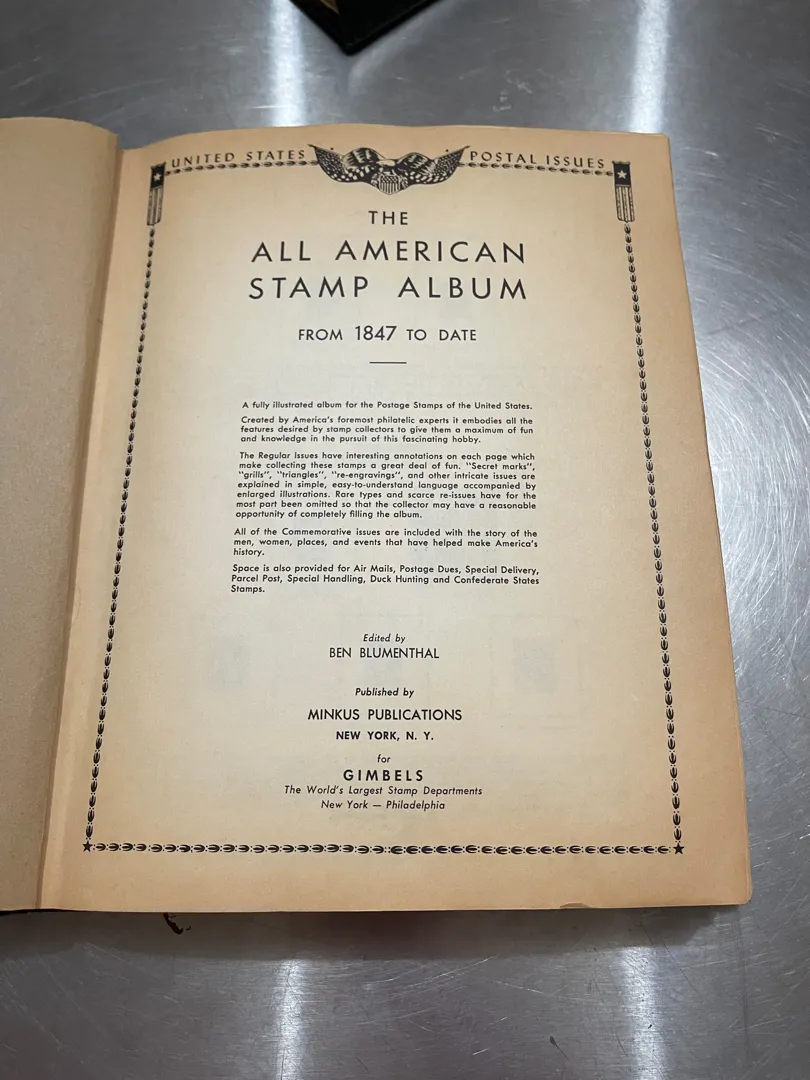 UNITED STATES POSTAL ISSUES
THE
ALL AMERICAN
STAMP ALBUM
FROM 1847 TO DATE
A fully illustrated album for the Postage Stamps of the United States.
Created by America's foremost philatelic experts it embodies all the
features desired by stamp collectors to give them a maximum of fun
and knowledge in the pursuit of this fascinating hobby.
The Regular Issues have interesting annotations on each page which
make collecting these stamps a great deal of fun. "Secret marks",
"grills", "triangles", "re-engravings", and other intricate issues are
explained in simple, easy-to-understand language accompanied by
enlarged illustrations. Rare types and scarce re-issues have for the
most part been omitted so that the collector may have a reasonable
opportunity of completely filling the album.
All of the Commemorative issues are included with the story of the
men, women, places, and events that have helped make America's
history.
Space is also provided for Air Mails, Postage Dues, Special Delivery,
Parcel Post, Special Handling, Duck Hunting and Confederate States
Stamps.
Edited by
BEN BLUMENTHAL
Published by
MINKUS PUBLICATIONS
NEW YORK, N. Y.
for
GIMBELS
The World's Largest Stamp Departments
New York — Philadelphia